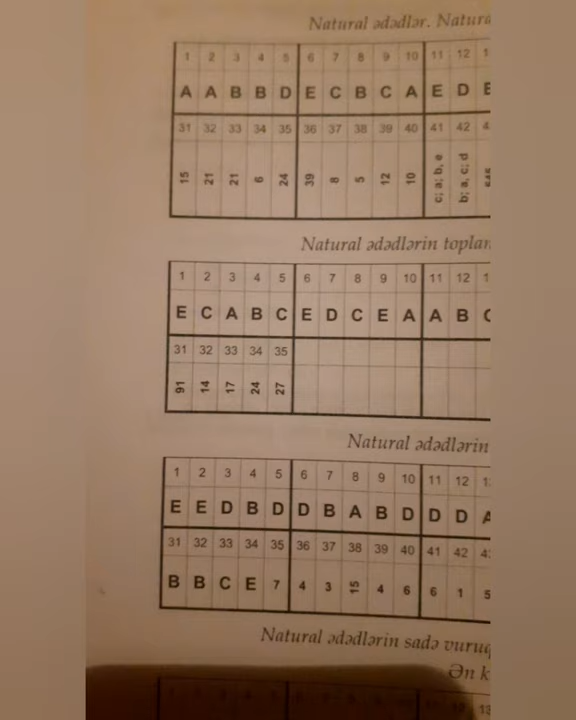 Natural ədədlər. Natura
1 2 3 4 5 6 7 8 9 10 11 12 1
A A B B D E C B C A E D
31 32 33 34 35 36 37 38 39 40 41 42 4
15 21 21 6 24 39 8 5 12 10 c; a; b, e b; a, c; d
Natural ədədlərin toplan
1 2 3 4 5 6 7 8 9 10 11 12 1
E C A B C E D C E A A B C
31 32 33 34 35
91 14 17 24 27
Natural ədədlərin
1 2 3 4 5 6 7 8 9 10 11 12 1
E E D B D D B A B D D D A
31 32 33 34 35 36 37 38 39 40 41 42 4
B B C E 7 4 3 15 4 6 6 1 5
Natural ədədlərin sadə vuruq
Ən k